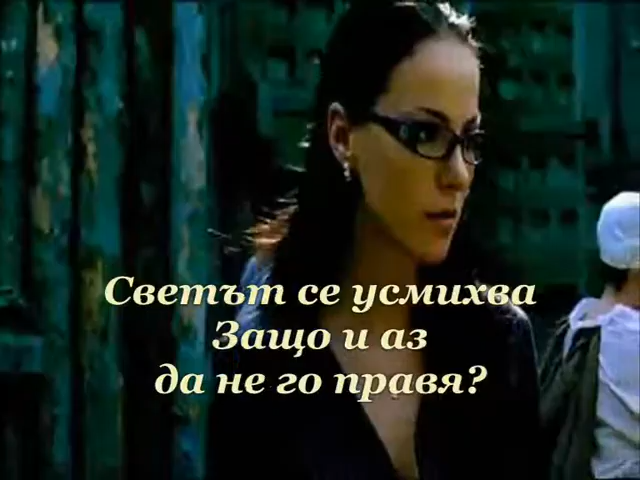 Светът се усмихва
Защо и аз
да не го правя?